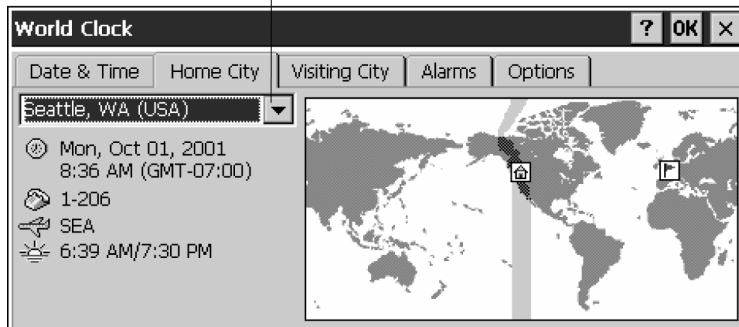 World Clock ? OK ×
Date & Time Home City Visiting City Alarms Options
Seattle, WA (USA)
Mon, Oct 01, 2001
8:36 AM (GMT-07:00)
1-206
SEA
6:39 AM/7:30 PM